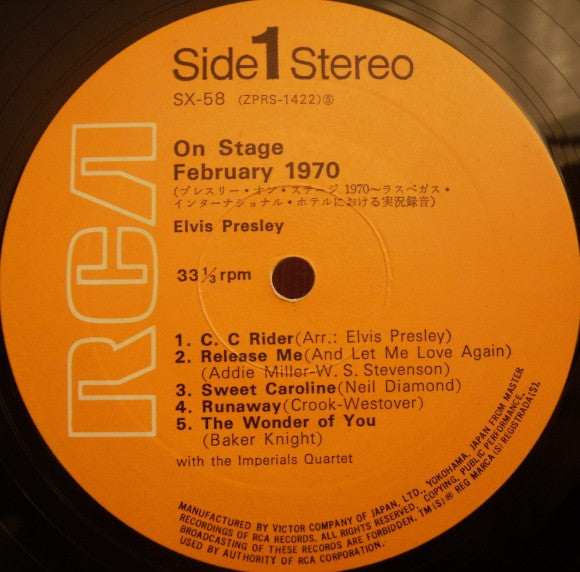 Side 1 Stereo
SX-58 (ZPRS-1422)Ⓢ
RCA
On Stage
February 1970
(プレスリー・オン・ステージ 1970〜ラスベガス・
インターナショナル・ホテルにおける実況録音)
Elvis Presley
33 1/3 rpm
1. C. C Rider(Arr.: Elvis Presley)
2. Release Me(And Let Me Love Again)
(Addie Miller-W. S. Stevenson)
3. Sweet Caroline(Neil Diamond)
4. Runaway(Crook-Westover)
5. The Wonder of You
(Baker Knight)
with the Imperials Quartet
MANUFACTURED BY VICTOR COMPANY OF JAPAN, LTD., YOKOHAMA, JAPAN FROM MASTER
RECORDINGS OF RCA RECORDS. ALL RIGHTS RESERVED. COPYING, PUBLIC PERFORMANCE,
BROADCASTING OF THESE RECORDS ARE FORBIDDEN. TM(S)® REG MARCA(S) REGISTRADA(S).
USED BY AUTHORITY OF RCA CORPORATION.